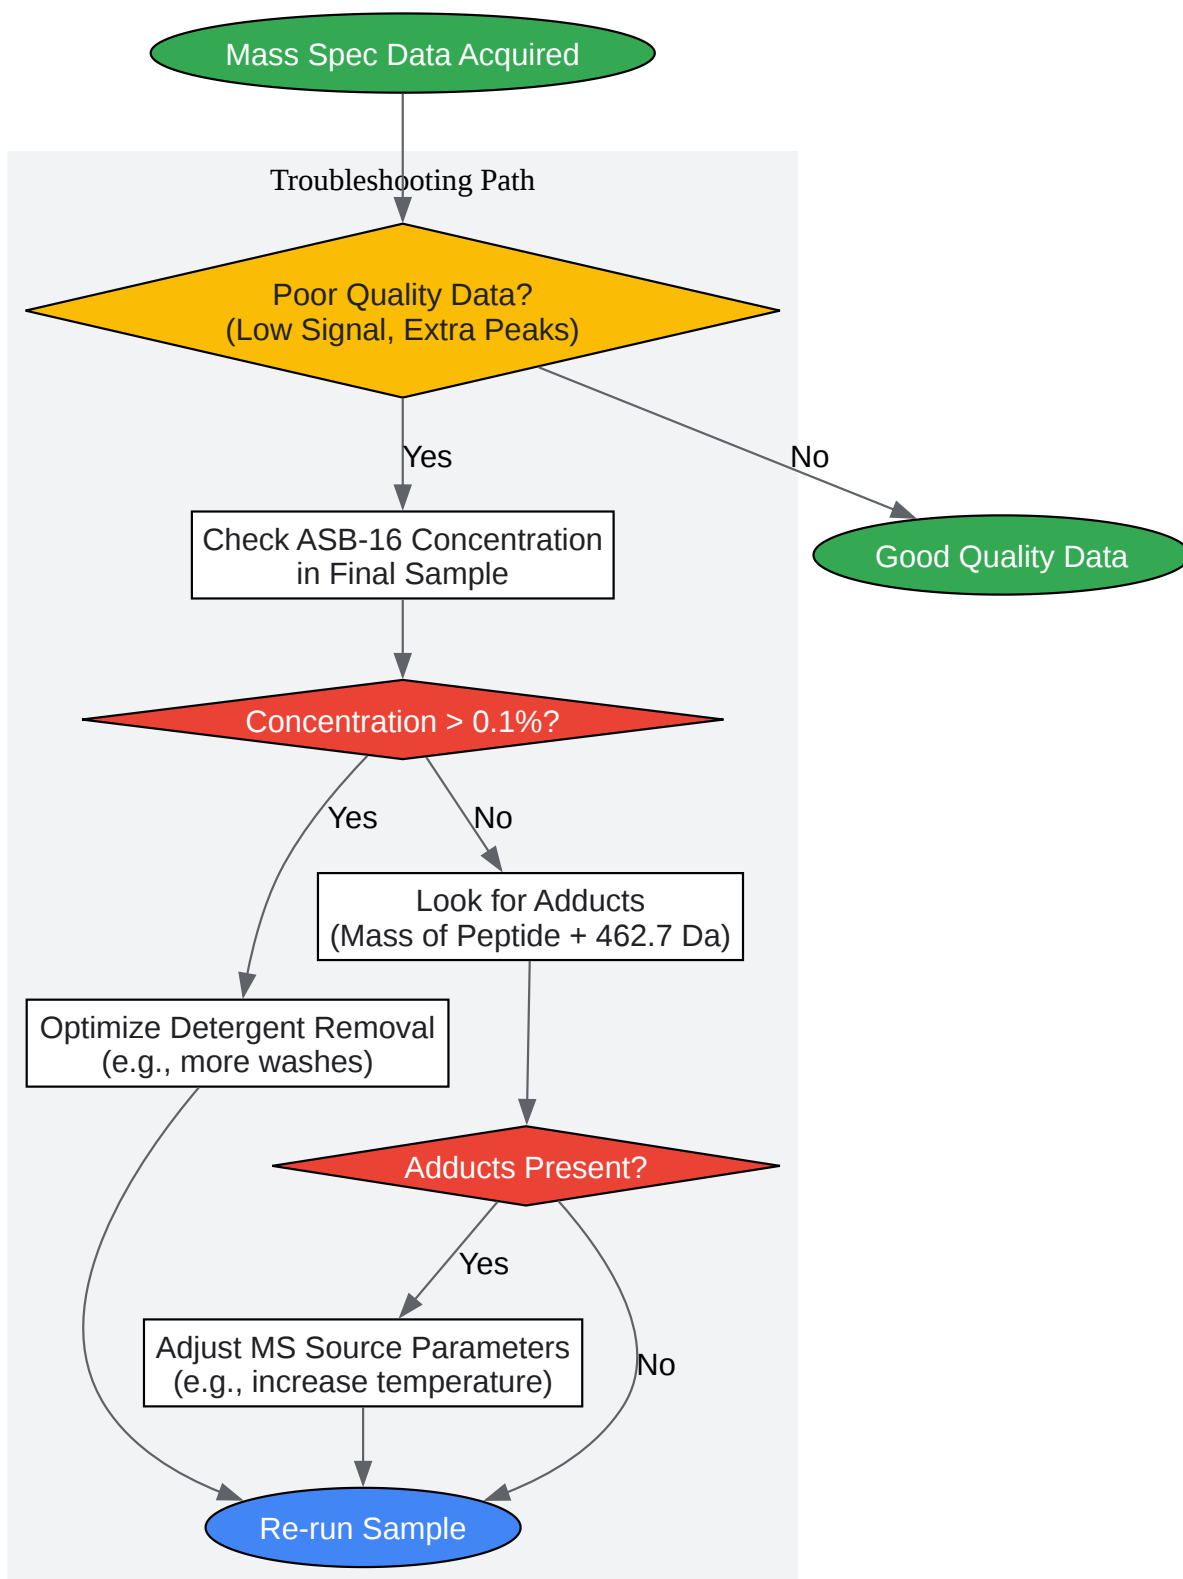 Mass Spec Data Acquired
Troubleshooting Path
Poor Quality Data?
(Low Signal, Extra Peaks)
Yes
No
Check ASB-16 Concentration
in Final Sample
Good Quality Data
Concentration > 0.1%?
Yes
No
Look for Adducts
(Mass of Peptide + 462.7 Da)
Optimize Detergent Removal
(e.g., more washes)
Adducts Present?
Yes
Adjust MS Source Parameters
(e.g., increase temperature)
No
Re-run Sample